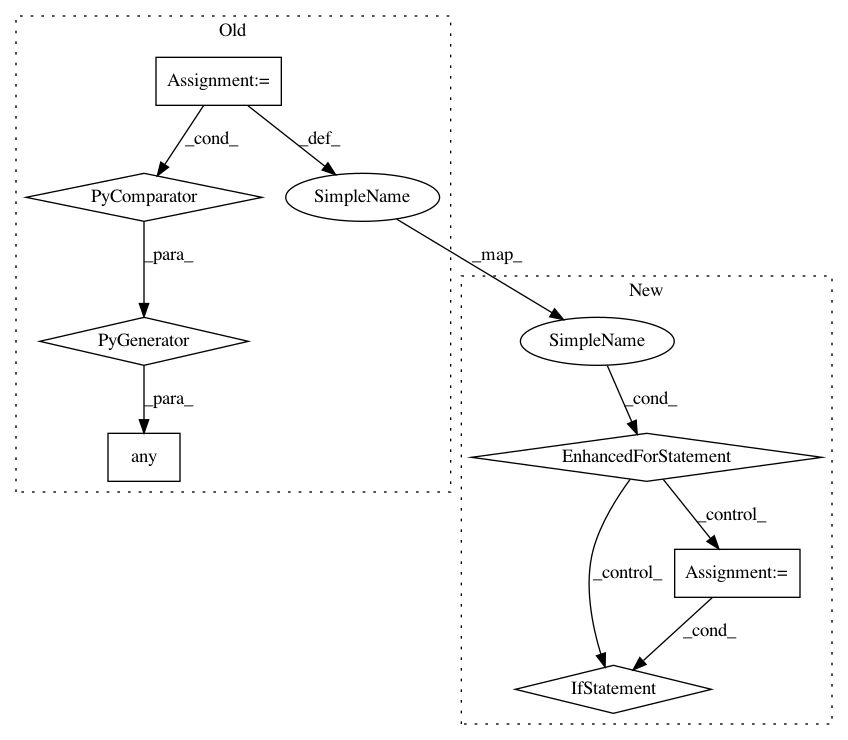 Old
Assignment:=
_cond_
_def_
PyComparator
SimpleName
_para_
_map_
New
PyGenerator
SimpleName
_para_
_cond_
any
EnhancedForStatement
_control_
_control_
Assignment:=
_cond_
IfStatement